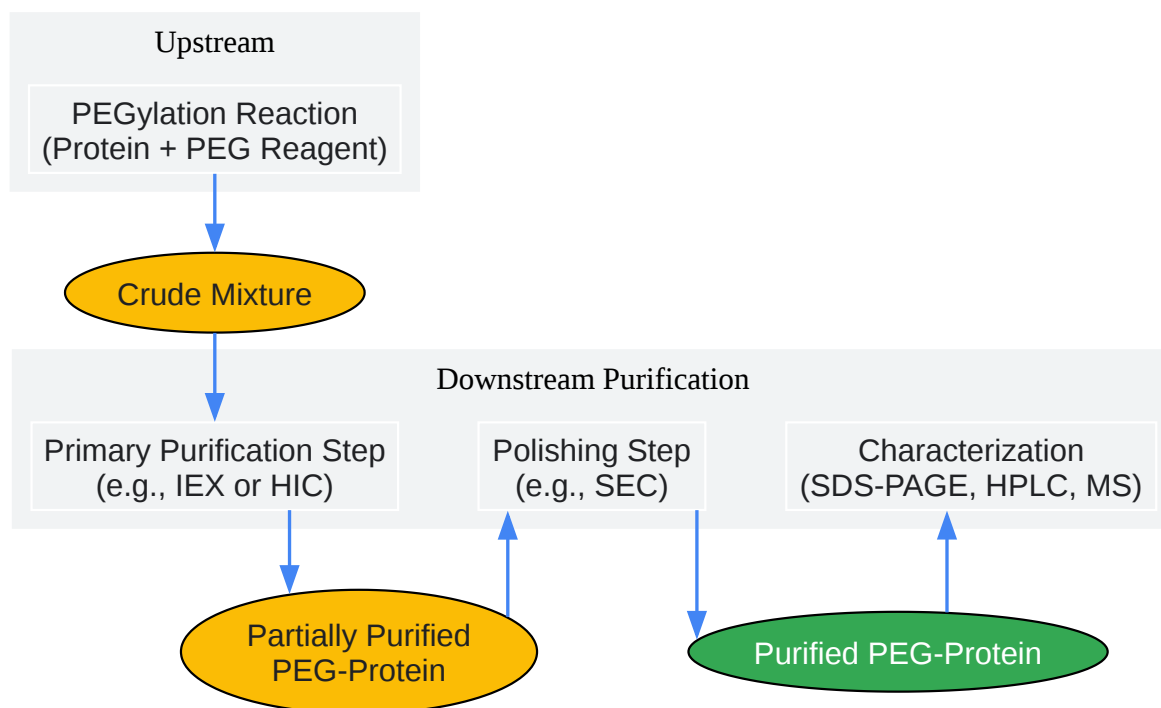 Upstream
PEGylation Reaction
(Protein + PEG Reagent)
Crude Mixture
Downstream Purification
Primary Purification Step
(e.g., IEX or HIC)
Polishing Step
(e.g., SEC)
Characterization
(SDS-PAGE, HPLC, MS)
Partially Purified
PEG-Protein
Purified PEG-Protein